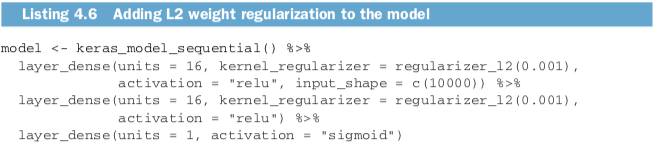 Listing 4.6 Adding L2 weight regularization to the model
model <- keras_model_sequential() %>%
  layer_dense(units = 16, kernel_regularizer = regularizer_l2(0.001),
              activation = "relu", input_shape = c(10000)) %>%
  layer_dense(units = 16, kernel_regularizer = regularizer_l2(0.001),
              activation = "relu") %>%
  layer_dense(units = 1, activation = "sigmoid")